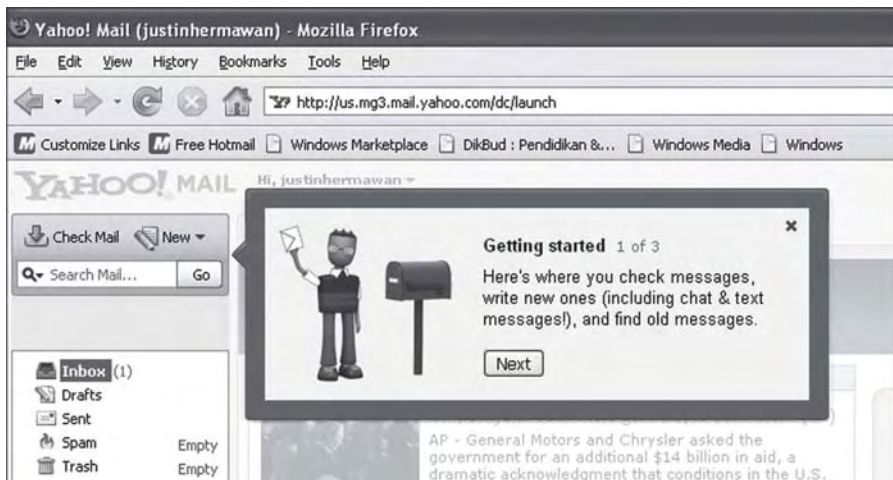 Yahoo! Mail (justinhermawan) - Mozilla Firefox
File Edit View History Bookmarks Tools Help
http://us.mg3.mail.yahoo.com/dc/launch
Customize Links Free Hotmail Windows Marketplace DikBud : Pendidikan &... Windows Media Windows
YAHOO! MAIL Hi, justinhermawan
Check Mail New
Search Mail... Go
Getting started 1 of 3
Here's where you check messages,
write new ones (including chat & text
messages!), and find old messages.
Next
Inbox (1)
Drafts
Sent
Spam Empty
Trash Empty
AP - General Motors and Chrysler asked the
government for an additional $14 billion in aid, a
dramatic acknowledgment that conditions in the U.S.